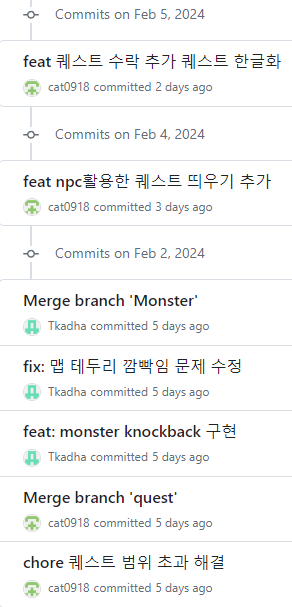 Commits on Feb 5, 2024
feat 퀘스트 수락 추가 퀘스트 한글화
cat0918 committed 2 days ago
Commits on Feb 4, 2024
feat npc활용한 퀘스트 띄우기 추가
cat0918 committed 3 days ago
Commits on Feb 2, 2024
Merge branch 'Monster'
Tkadha committed 5 days ago
fix: 맵 테두리 깜빡임 문제 수정
Tkadha committed 5 days ago
feat: monster knockback 구현
Tkadha committed 5 days ago
Merge branch 'quest'
cat0918 committed 5 days ago
chore 퀘스트 범위 초과 해결
cat0918 committed 5 days ago